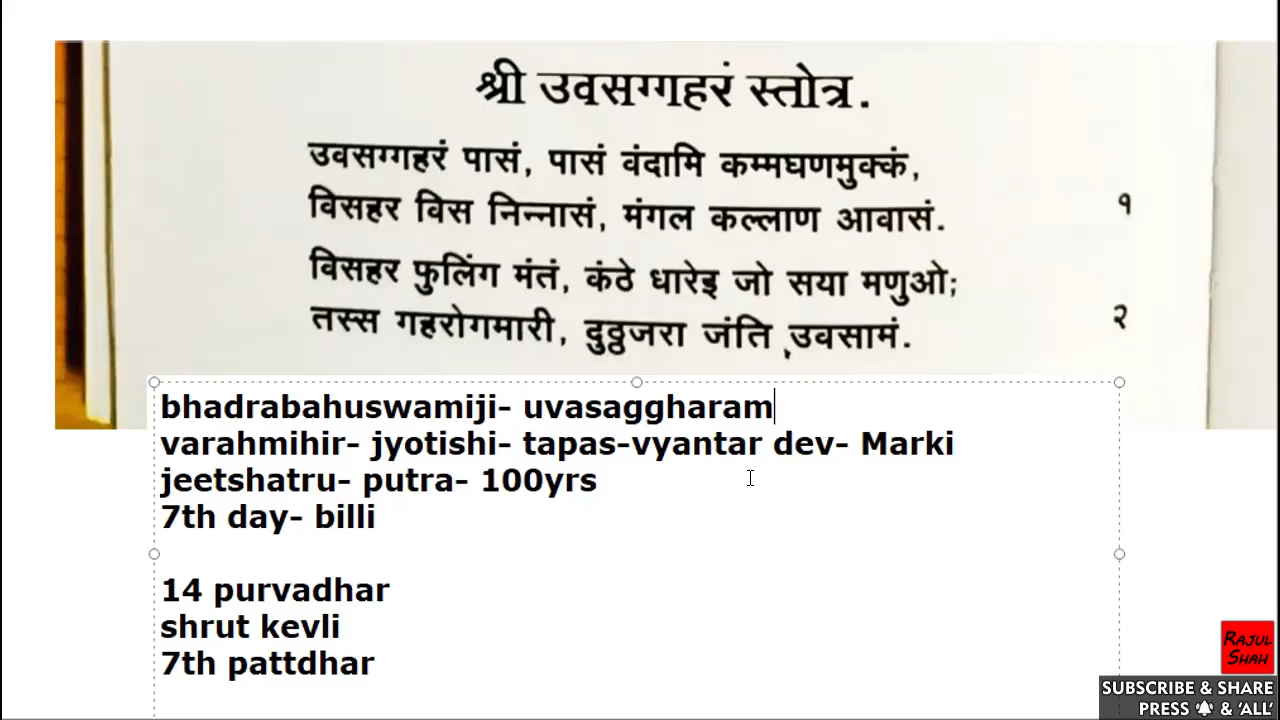 श्री उवसग्गहरं स्तोत्र.
उवसग्गहरं पासं, पासं वंदामि कम्मघणमुक्कं,
विसहर विस निन्नासं, मंगल कल्लाण आवासं. १
विसहर फुलिंग मंतं, कंठे धारेइ जो सया मणुओ;
तस्स गहरोगमारी, दुठ्ठजरा जंति उवसामं. २
bhadrabahuswamiji- uvasaggharam
varahmihir- jyotishi- tapas-vyantar dev- Marki
jeetshatru- putra- 100yrs
7th day- billi
14 purvadhar
shrut kevli
7th pattdhar
RAJUL
SHAH
SUBSCRIBE & SHARE
PRESS 🔔 & 'ALL'